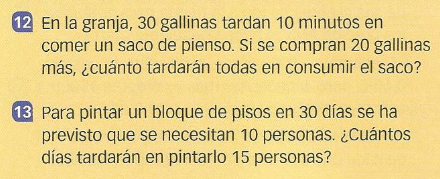 12 En la granja, 30 gallinas tardan 10 minutos en
comer un saco de pienso. Si se compran 20 gallinas
más, ¿cuánto tardarán todas en consumir el saco?
13 Para pintar un bloque de pisos en 30 días se ha
previsto que se necesitan 10 personas. ¿Cuántos
días tardarán en pintarlo 15 personas?